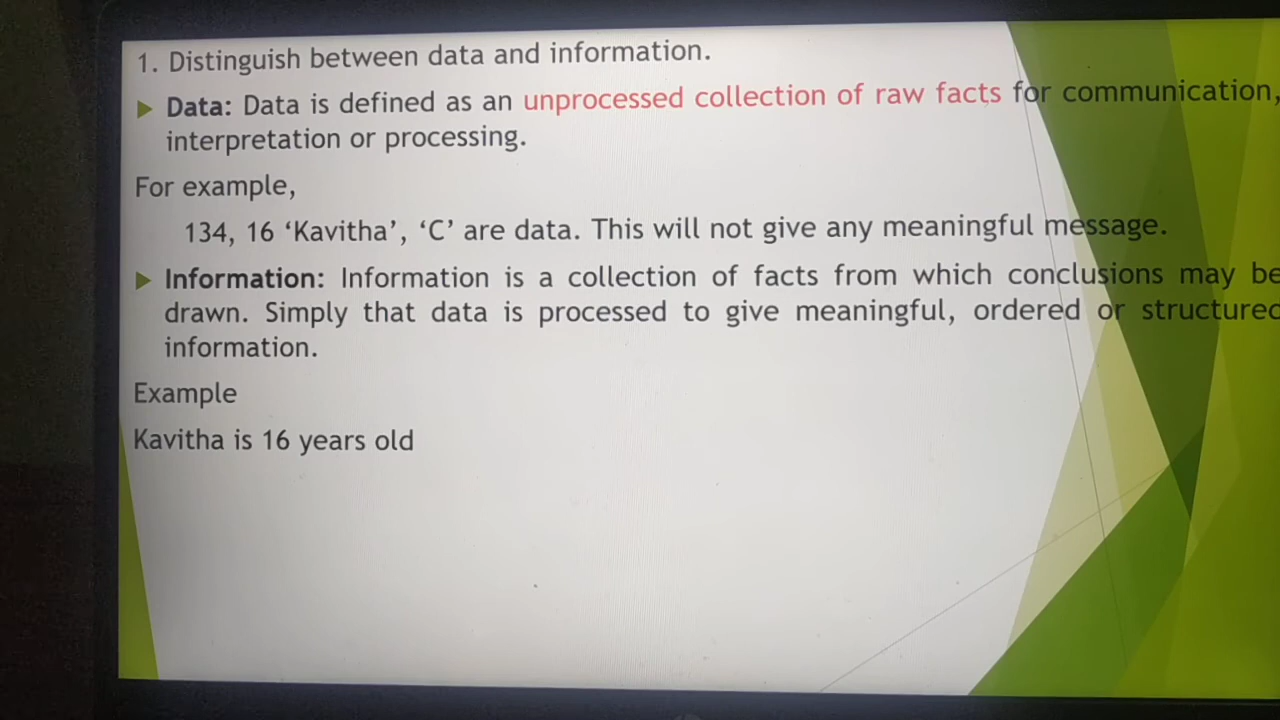 1. Distinguish between data and information.
Data: Data is defined as an unprocessed collection of raw facts for communication,
interpretation or processing.
For example,
134, 16 ‘Kavitha’, ‘C’ are data. This will not give any meaningful message.
Information: Information is a collection of facts from which conclusions may be
drawn. Simply that data is processed to give meaningful, ordered or structured
information.
Example
Kavitha is 16 years old